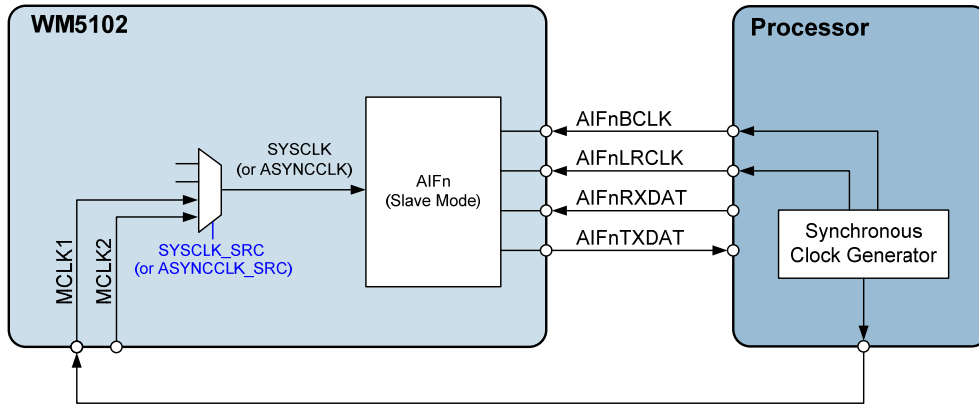 WM5102
Processor
AIFnBCLK
AIFnLRCLK
AIFnRXDAT
AIFnTXDAT
SYSCLK
(or ASYNCCLK)
AIFn
(Slave Mode)
SYSCLK_SRC
(or ASYNCCLK_SRC)
MCLK1
MCLK2
Synchronous
Clock Generator